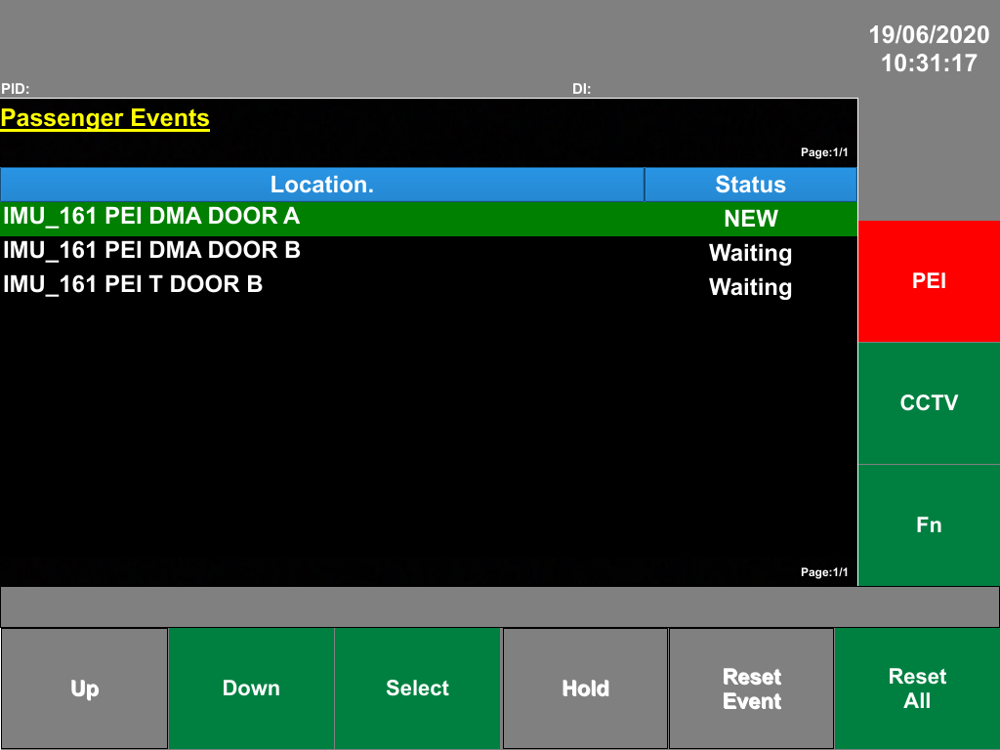 19/06/2020
10:31:17
PID:
DI:
Passenger Events
Page:1/1
Location.
Status
IMU_161 PEI DMA DOOR A
NEW
IMU_161 PEI DMA DOOR B
Waiting
IMU_161 PEI T DOOR B
Waiting
PEI
CCTV
Fn
Page:1/1
Up
Down
Select
Hold
Reset
Event
Reset
All